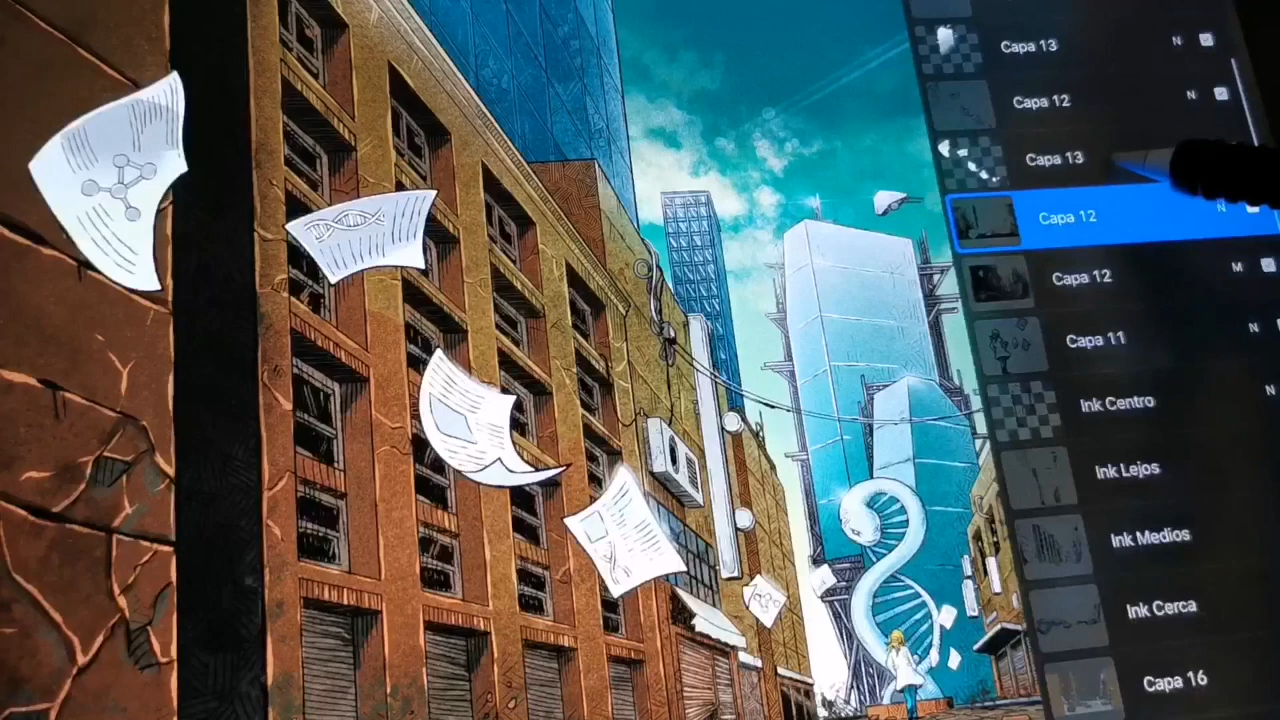 Capa 13 N
Capa 12 N
Capa 13
Capa 12 N
Capa 12 M
Capa 11 N
Ink Centro N
Ink Lejos
Ink Medios
Ink Cerca
Capa 16